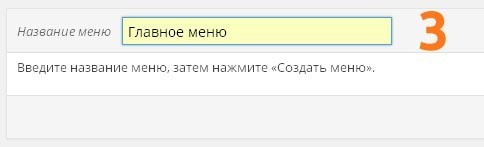 Название меню Главное меню 3
Введите название меню, затем нажмите «Создать меню».